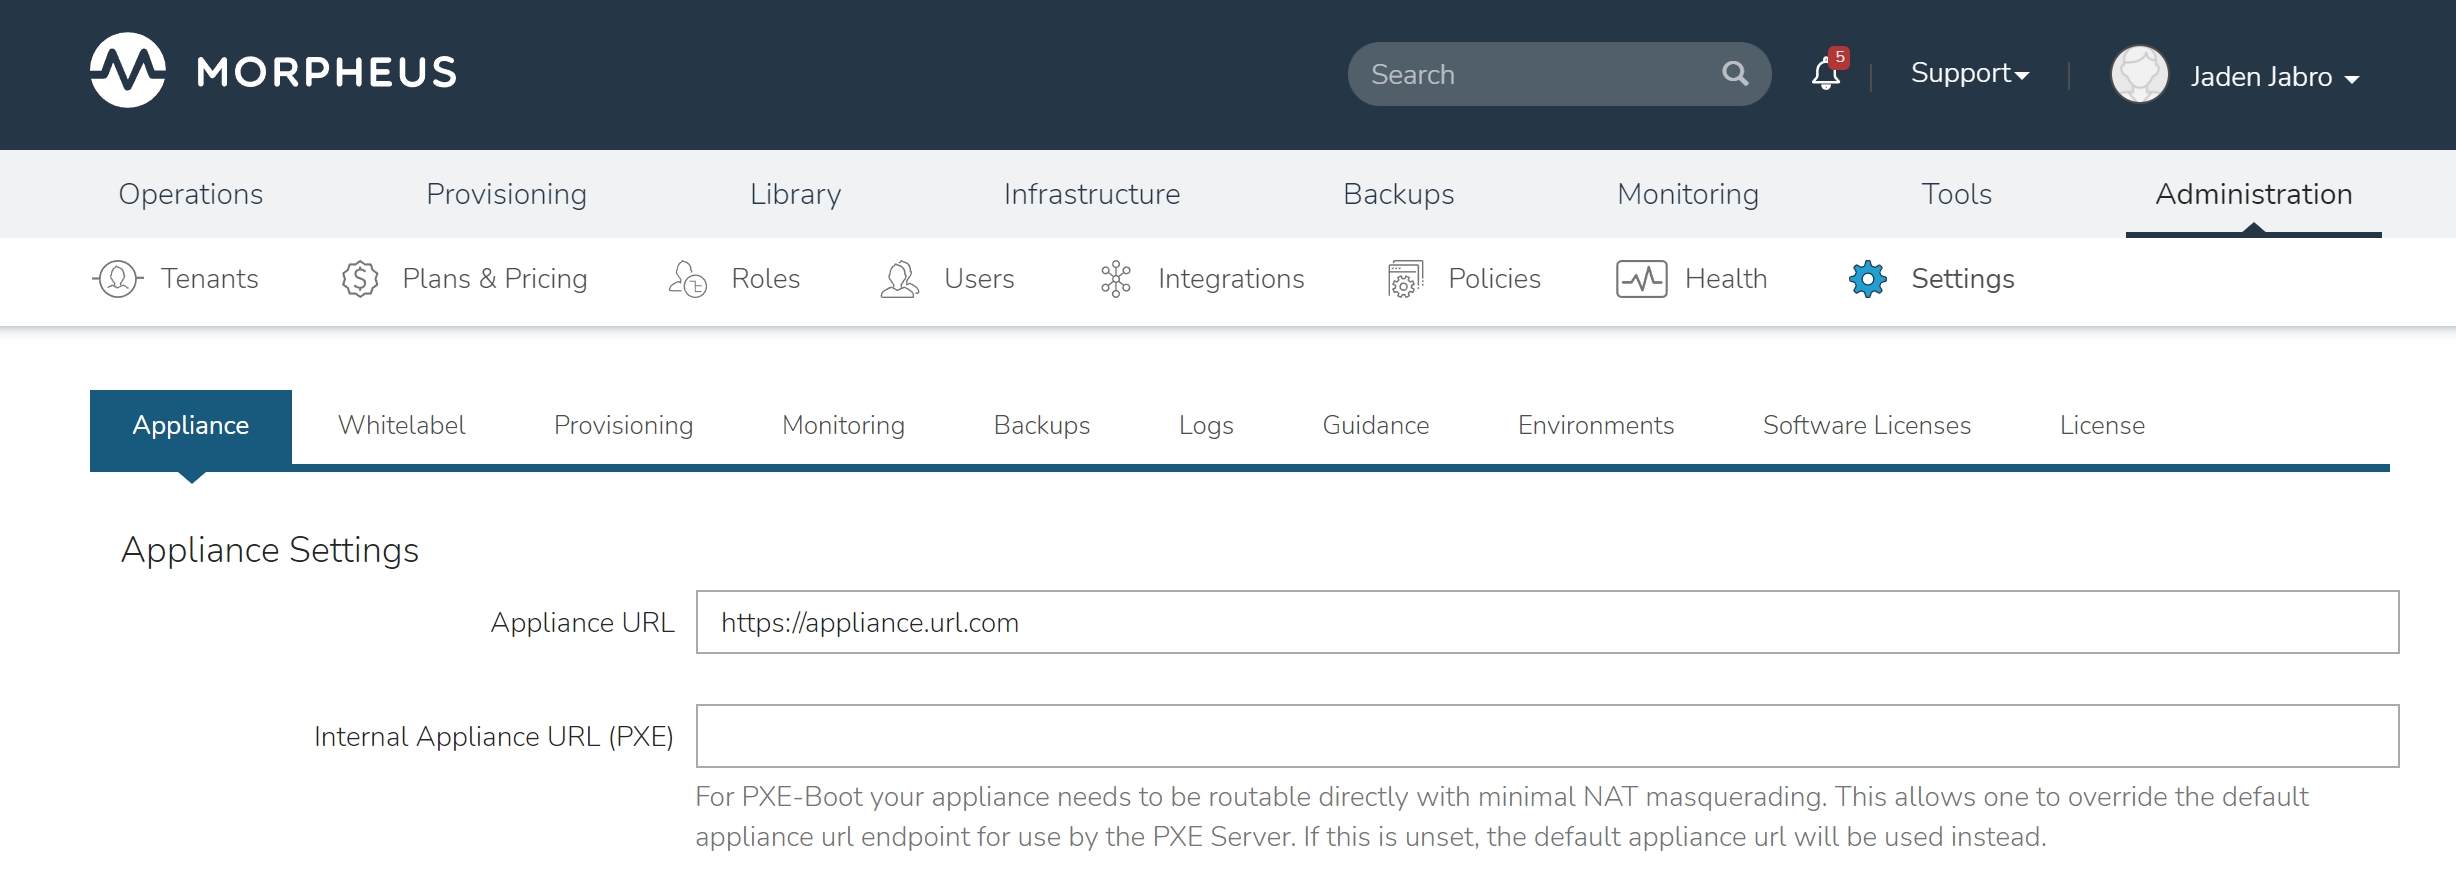 MORPHEUS Search 5 Support Jaden Jabro
Operations Provisioning Library Infrastructure Backups Monitoring Tools Administration
Tenants Plans & Pricing Roles Users Integrations Policies Health Settings
Appliance Whitelabel Provisioning Monitoring Backups Logs Guidance Environments Software Licenses License
Appliance Settings
Appliance URL https://appliance.url.com
Internal Appliance URL (PXE)
For PXE-Boot your appliance needs to be routable directly with minimal NAT masquerading. This allows one to override the default
appliance url endpoint for use by the PXE Server. If this is unset, the default appliance url will be used instead.